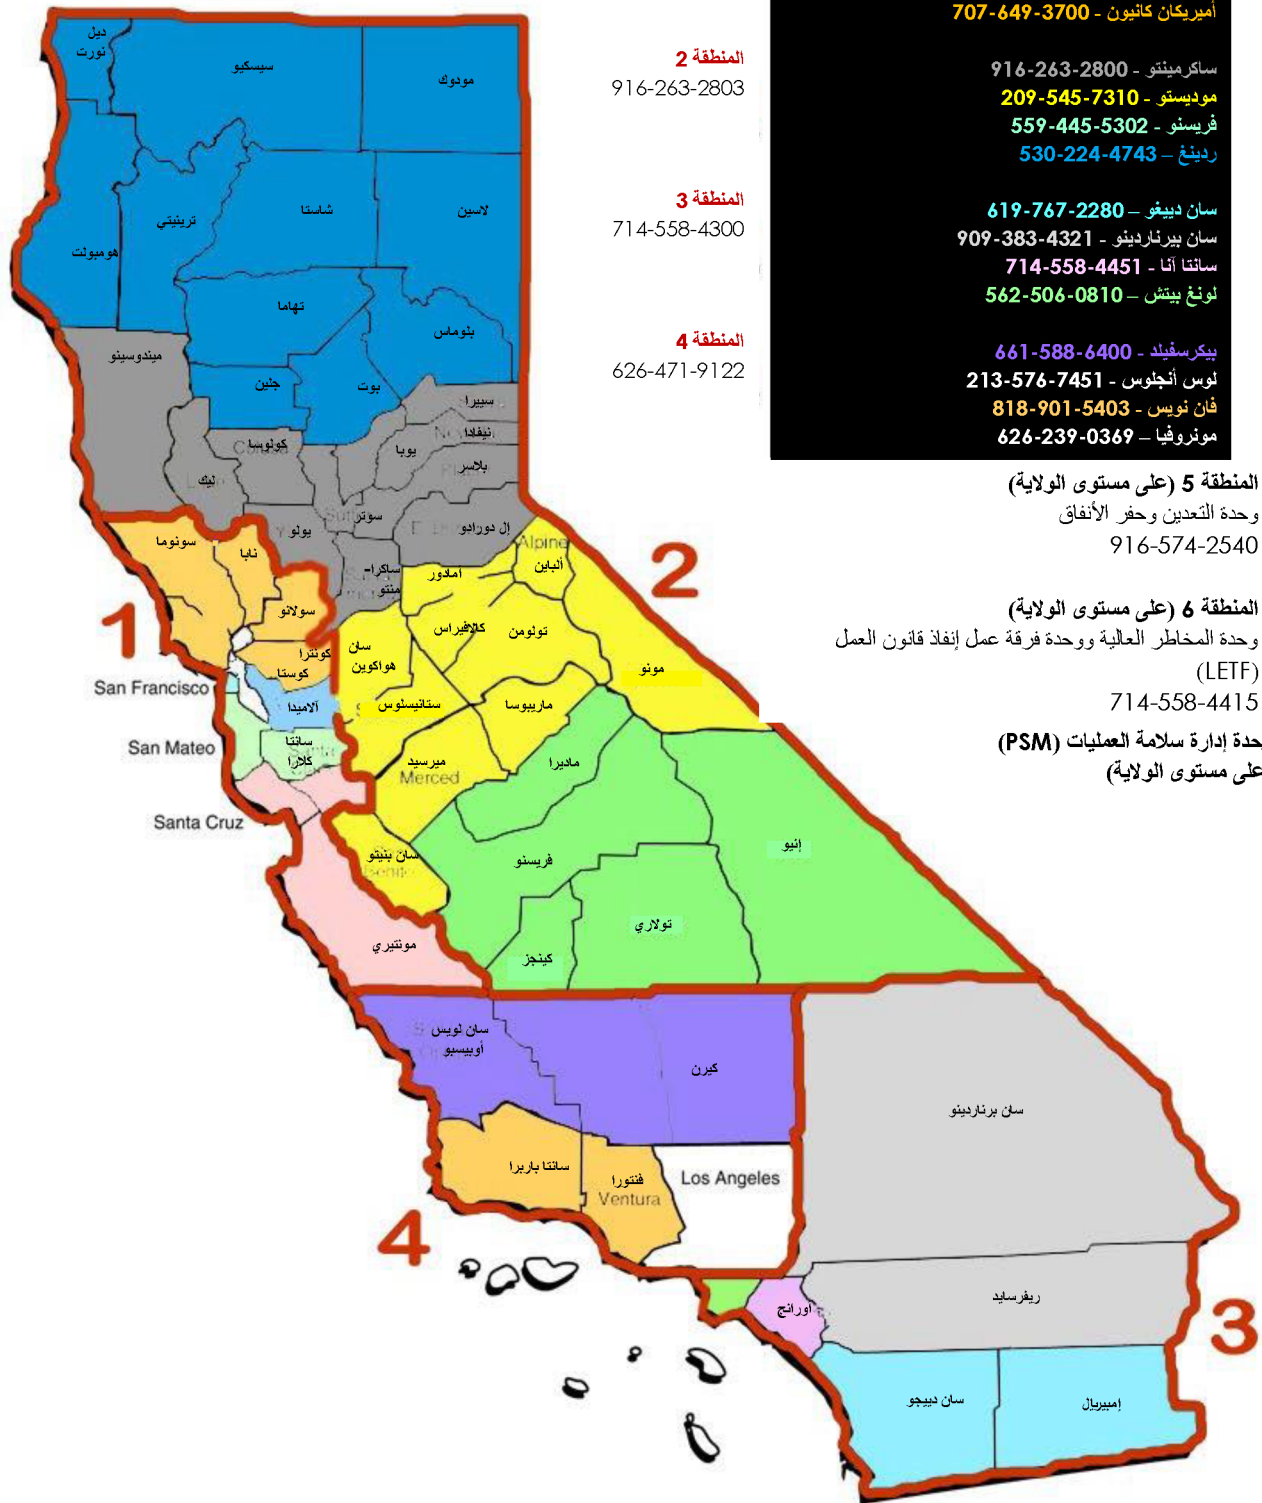 أميريكان كانيون - 707-649-3700
المنطقة 2
916-263-2803
ساكرمينتو - 916-263-2800
موديستو - 209-545-7310
فريسنو - 559-445-5302
ردينغ – 530-224-4743
المنطقة 3
714-558-4300
سان دييغو – 619-767-2280
سان بيرناردينو - 909-383-4321
سانتا آنا - 714-558-4451
لونغ بيتش – 562-506-0810
المنطقة 4
626-471-9122
بيكرسفيلد - 661-588-6400
لوس أنجلوس - 213-576-7451
فان نويس - 818-901-5403
مونروفيا – 626-239-0369
المنطقة 5 (على مستوى الولاية)
وحدة التعدين وحفر الأنفاق
916-574-2540
المنطقة 6 (على مستوى الولاية)
وحدة المخاطر العالية ووحدة فرقة عمل إنفاذ قانون العمل
(LETF)
714-558-4415
حدة إدارة سلامة العمليات (PSM)
على مستوى الولاية)
ديل
نورت
سيسكيو
مودوك
هومبولت
ترينيتي
شاستا
لاسين
تهاما
بلوماس
ميندوسينو
جلين
بوت
سييرا
نيفادا
يوبا
بلاسر
كولوسا
ليك
سوتر
يولو
إل دورادو
سونوما
نابا
ساكرا-
منتو
أمادور
Alpine
ألباين
2
1
سولانو
كالافيراس
تولومن
سان
هواكوين
كونترا
كوستا
مونو
San Francisco
آلاميدا
ستانيسلوس
ماريبوسا
San Mateo
سانتا
كلارا
ميرسيد
Merced
ماديرا
Santa Cruz
سان بنيتو
فريسنو
إنيو
تولاري
مونتيري
كينجز
سان لويس
أوبيسبو
كيرن
سان برناردينو
سانتا باربرا
فنتورا
Ventura
Los Angeles
4
ريفرسايد
اورانج
3
سان دييجو
إمبيريال